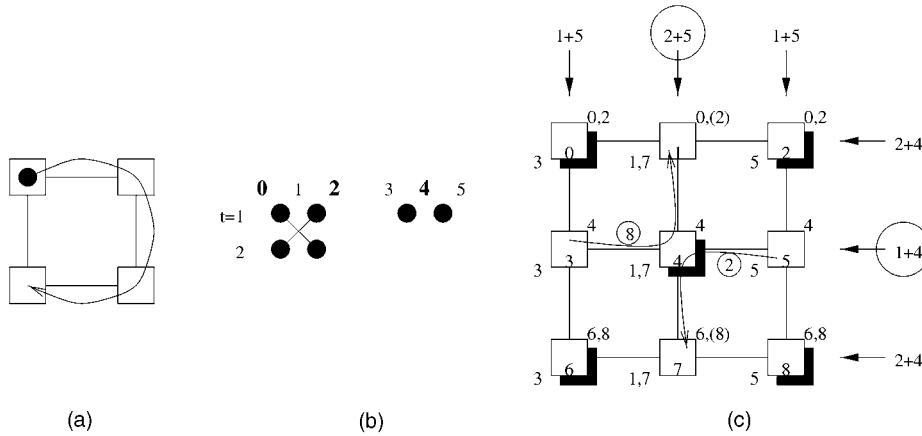 1+5 2+5 1+5
0,2 0,(2) 0,2
3 0 1,7 5 2 2+4
0 1 2 3 4 5
t=1
2
4 4 4
8
3 3 1,7 4 2 5 5 1+4
6,8 6,(8) 6,8
3 6 1,7 7 5 8 2+4
(a) (b) (c)